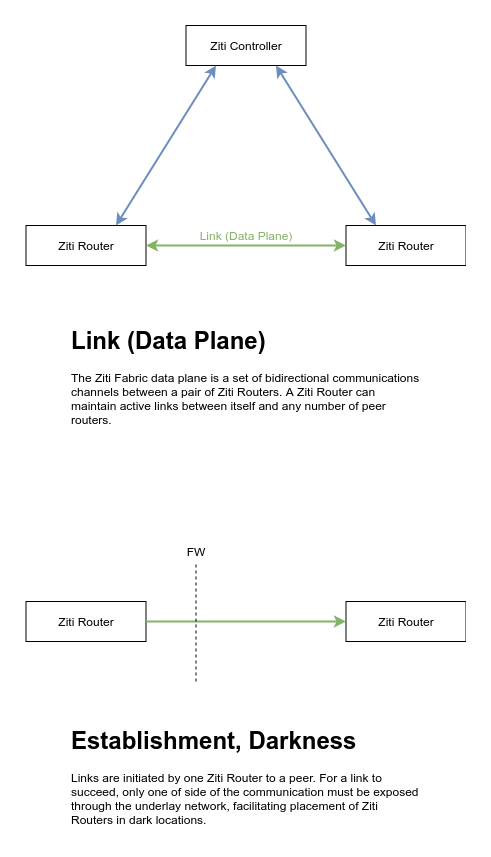 Ziti Controller
Link (Data Plane)
Ziti Router
Ziti Router
Link (Data Plane)
The Ziti Fabric data plane is a set of bidirectional communications
channels between a pair of Ziti Routers. A Ziti Router can
maintain active links between itself and any number of peer
routers.
FW
Ziti Router
Ziti Router
Establishment, Darkness
Links are initiated by one Ziti Router to a peer. For a link to
succeed, only one of side of the communication must be exposed
through the underlay network, facilitating placement of Ziti
Routers in dark locations.